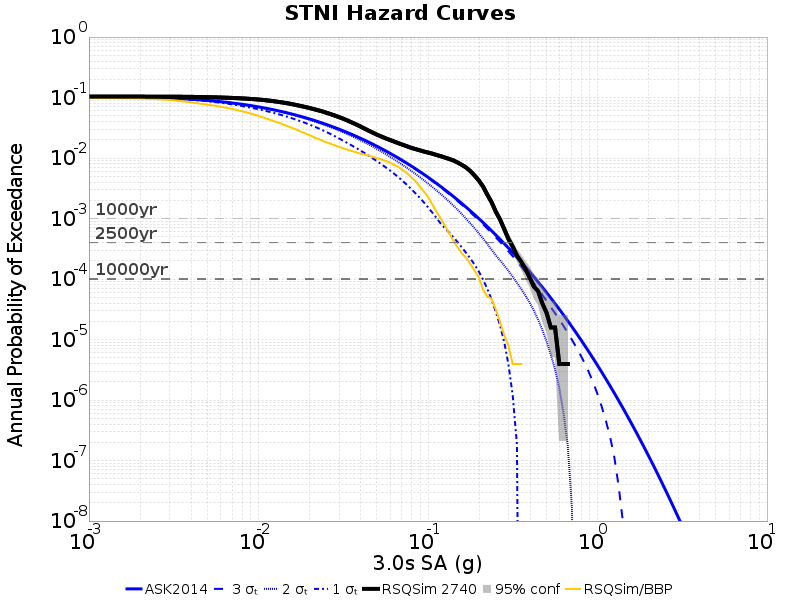 STNI Hazard Curves
Annual Probability of Exceedance
10^0
10^-1
10^-2
10^-3
10^-4
10^-5
10^-6
10^-7
10^-8
1000yr
2500yr
10000yr
10^-3 10^-2 10^-1 10^0 10^1
3.0s SA (g)
ASK2014 3 σₜ 2 σₜ 1 σₜ RSQSim 2740 95% conf RSQSim/BBP